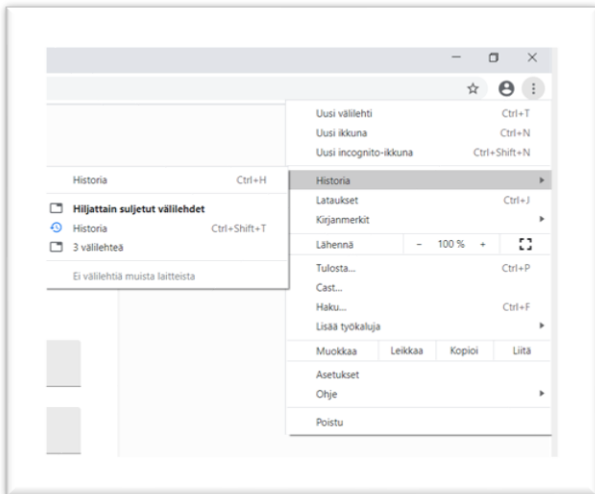 Uusi välilehti Ctrl+T
Uusi ikkuna Ctrl+N
Uusi incognito-ikkuna Ctrl+Shift+N
Historia
Lataukset Ctrl+J
Kirjanmerkit
Lähennä - 100 % +
Tulosta... Ctrl+P
Cast...
Haku... Ctrl+F
Lisää työkaluja
Muokkaa Leikkaa Kopioi Liitä
Asetukset
Ohje
Poistu
Historia Ctrl+H
Hiljattain suljetut välilehdet
Historia Ctrl+Shift+T
3 välilehteä
Ei välilehtiä muista laitteista